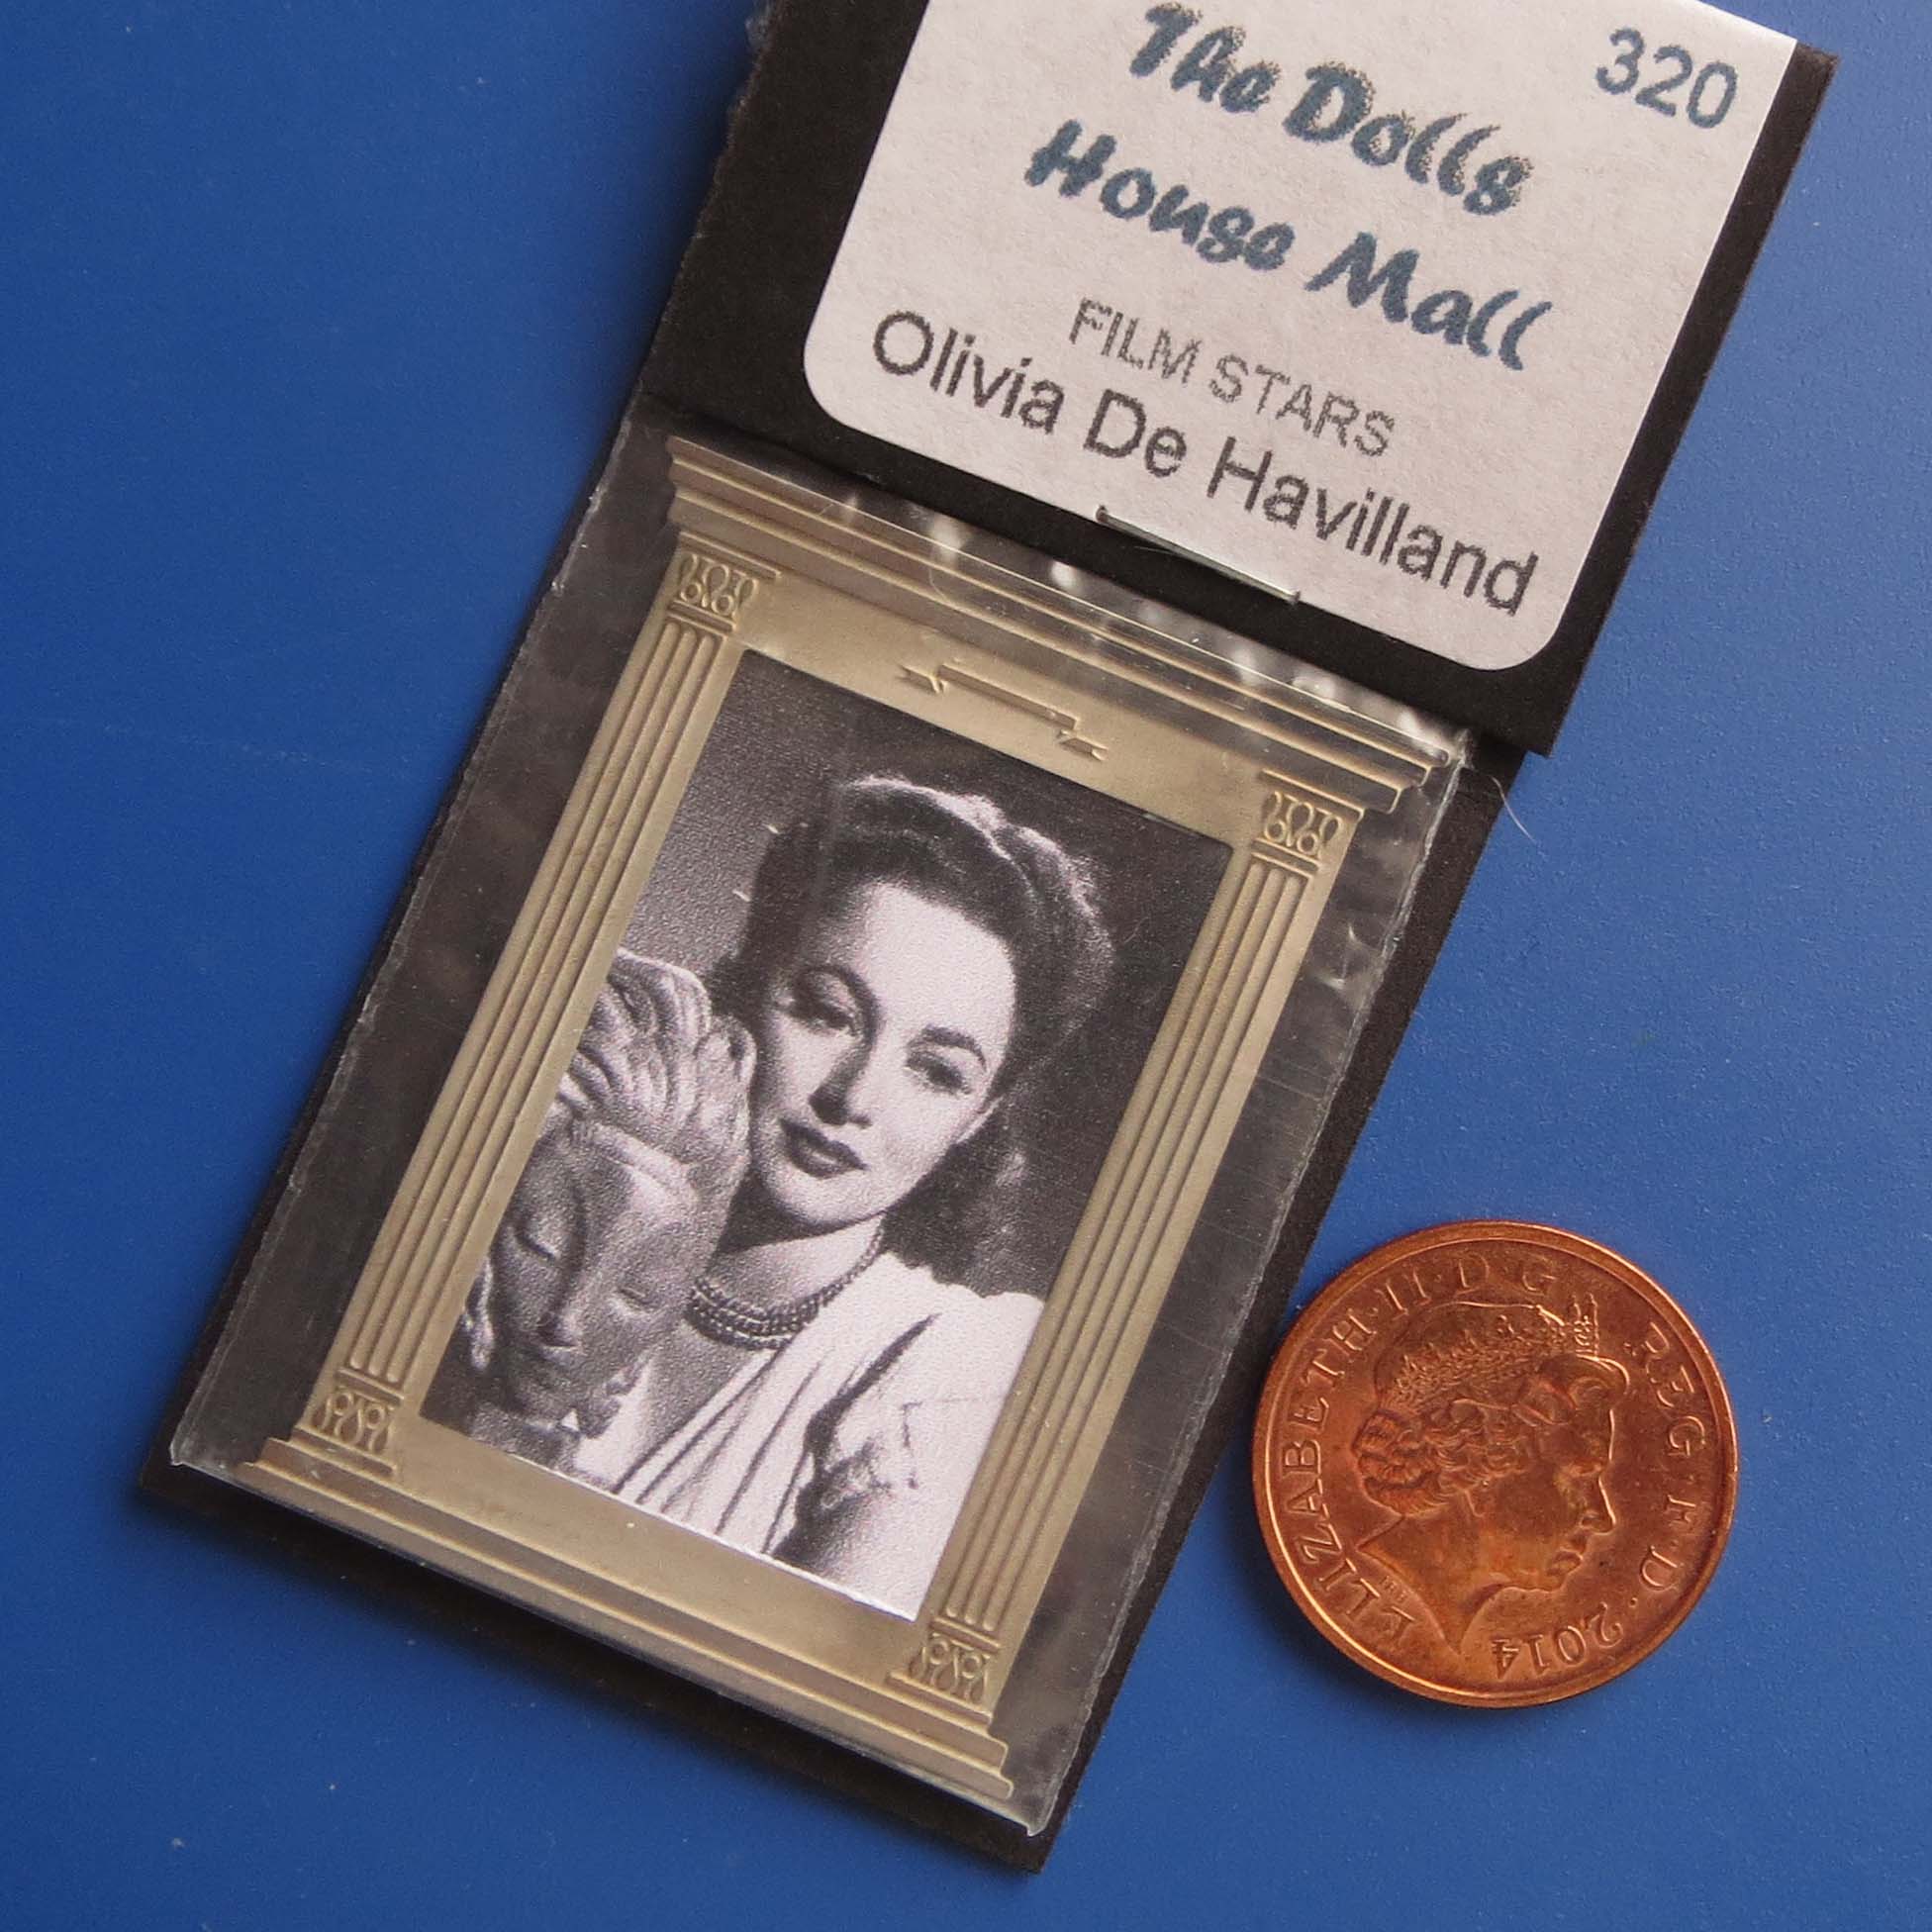 320
The Dolls
House Mall
FILM STARS
Olivia De Havilland
ELIZABETH·II·D·G REG·F·D·2014